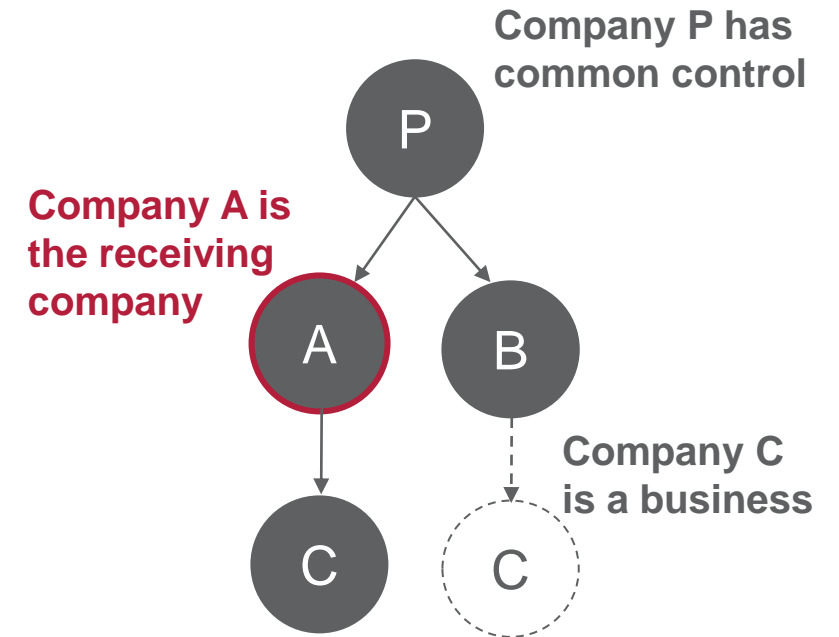 Company P has
common control
P
Company A is
the receiving
company
A
B
Company C
is a business
C
C